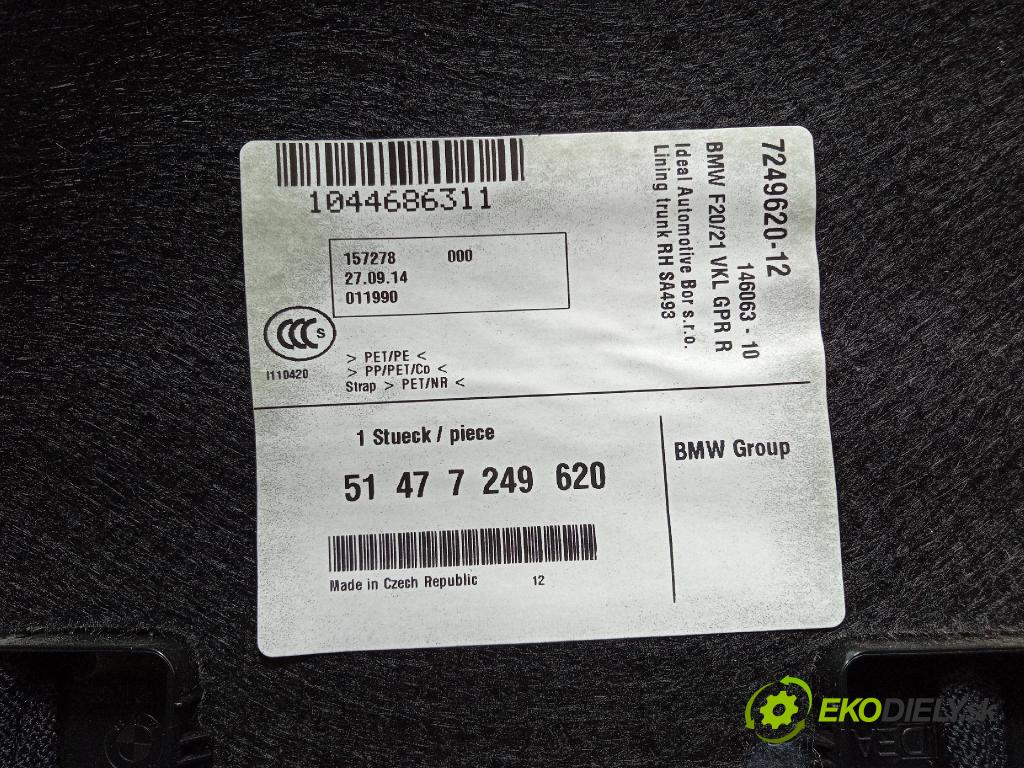 1044686311
157278 000
27.09.14
011990
CCC S
I110420
> PET/PE <
> PP/PET/Co <
Strap > PET/NR <
7249620-12
146063 - 10
BMW F20/21 VKL GPR R
Ideal Automotive Bor s.r.o.
Lining trunk RH SA493
1 Stueck / piece
51 47 7 249 620
Made in Czech Republic 12
BMW Group
EKODIELY.sk
IDEA